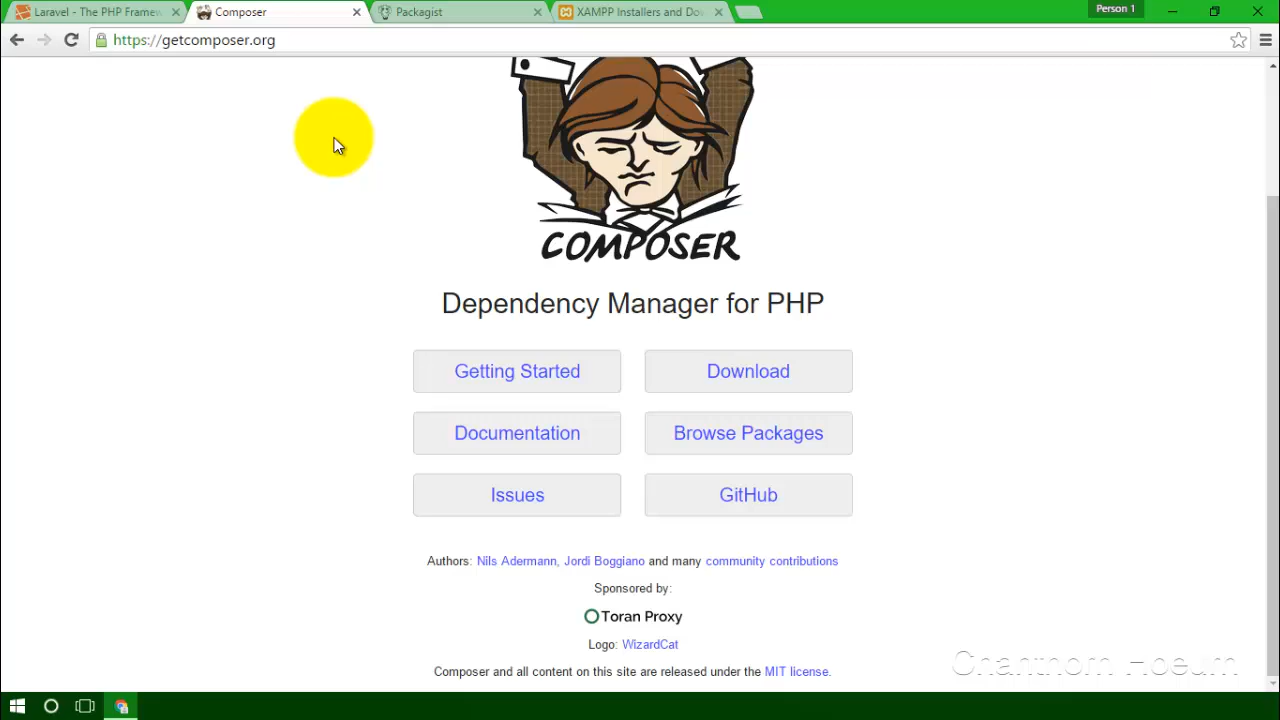 Laravel - The PHP Framew
Composer
Packagist
XAMPP Installers and Do
Person 1
https://getcomposer.org
COMPOSER
Dependency Manager for PHP
Getting Started
Download
Documentation
Browse Packages
Issues
GitHub
Authors: Nils Adermann, Jordi Boggiano and many community contributions
Sponsored by:
Toran Proxy
Logo: WizardCat
Composer and all content on this site are released under the MIT license.
Chanthorn Hoeurn